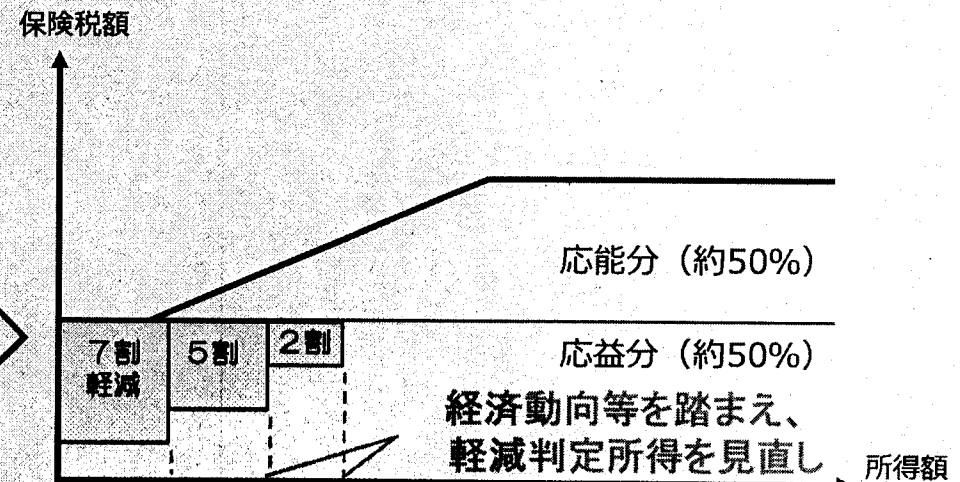 保険税額
応能分（約50%）
7割
軽減
5割
2割
応益分（約50%）
経済動向等を踏まえ、
軽減判定所得を見直し
所得額